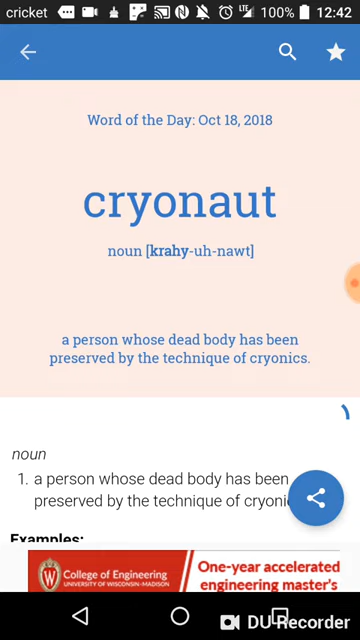 cricket LTE 100% 12:42
Word of the Day: Oct 18, 2018
cryonaut
noun [krahy-uh-nawt]
a person whose dead body has been
preserved by the technique of cryonics.
noun
1. a person whose dead body has been
preserved by the technique of cryoni
Examples:
W College of Engineering
UNIVERSITY OF WISCONSIN–MADISON
One-year accelerated
engineering master's
DU Recorder